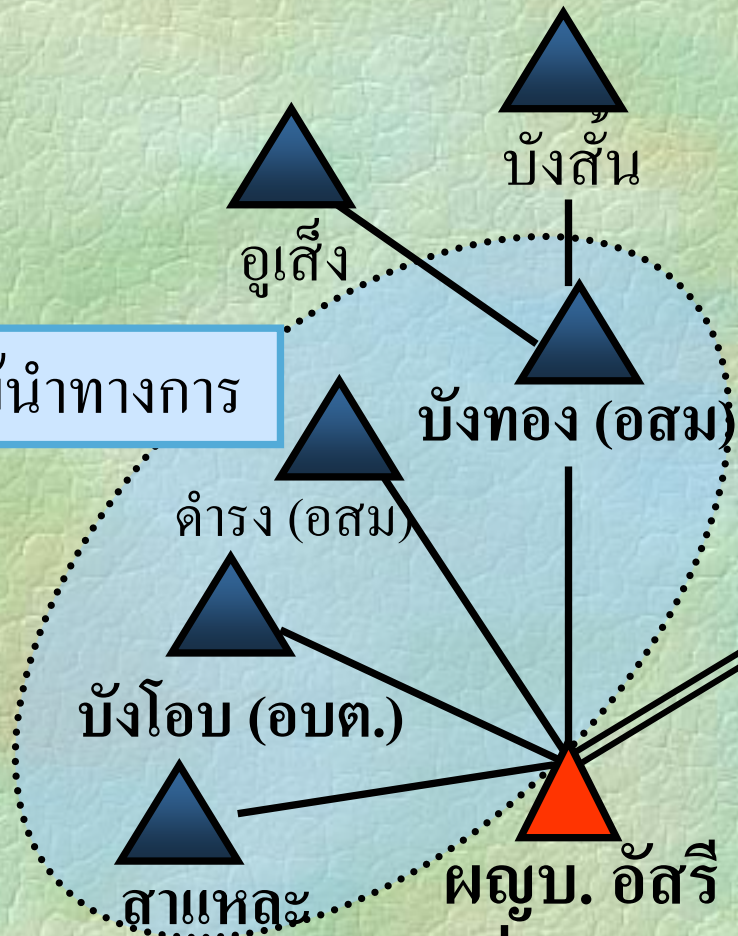 บังสั้น
อูเส็ง
นำทางการ
บังทอง (อสม)
ดำรง (อสม)
บังโอบ (อบต.)
สาแหละ
ผญบ. อัสรี